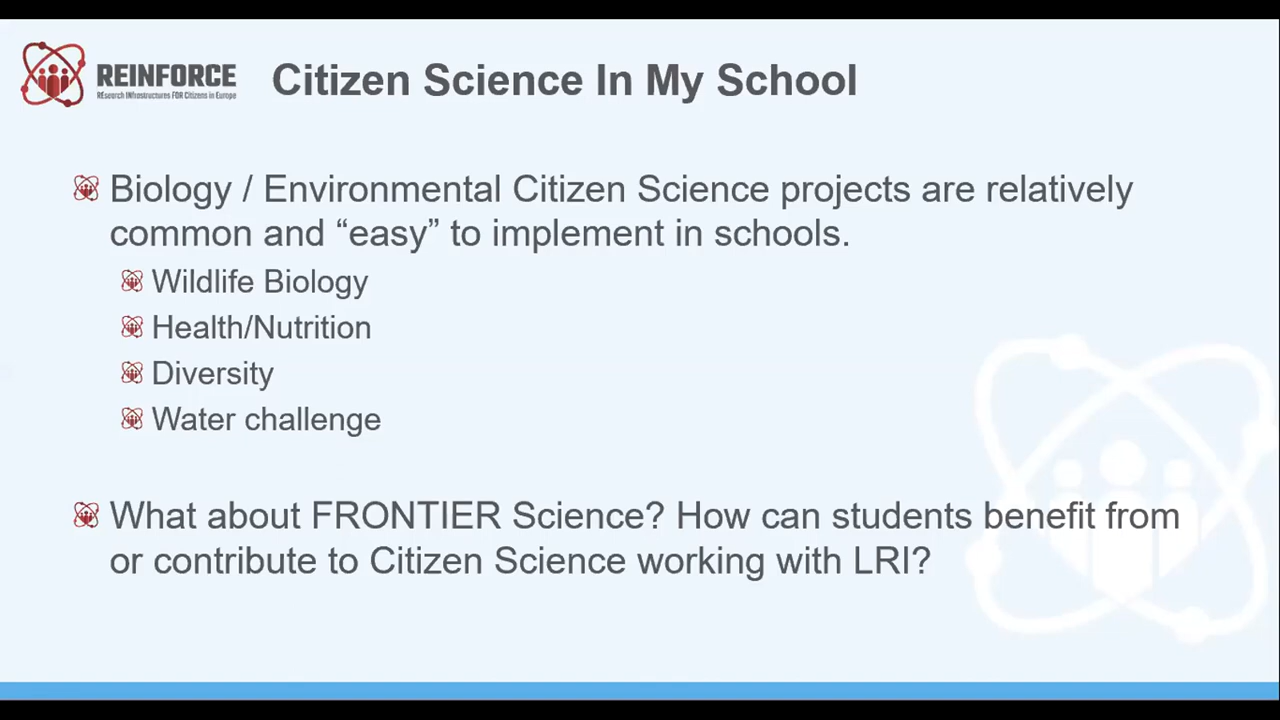 REINFORCE
REsearch INfrastructures FOR Citizens in Europe
Citizen Science In My School
Biology / Environmental Citizen Science projects are relatively
common and “easy” to implement in schools.
Wildlife Biology
Health/Nutrition
Diversity
Water challenge
What about FRONTIER Science? How can students benefit from
or contribute to Citizen Science working with LRI?